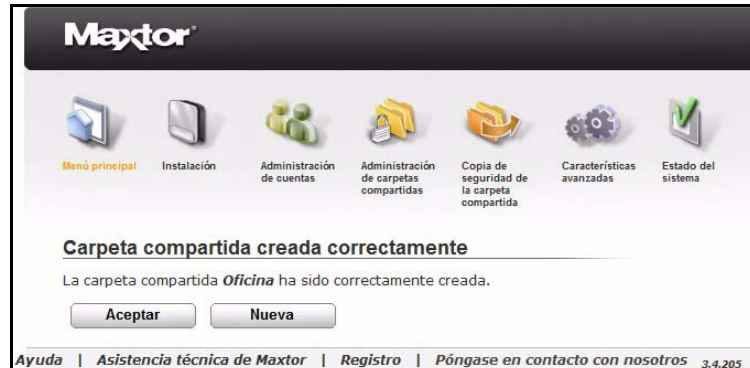 Maxtor
Menú principal
Instalación
Administración
de cuentas
Administración
de carpetas
compartidas
Copia de
seguridad de
la carpeta
compartida
Características
avanzadas
Estado del
sistema
Carpeta compartida creada correctamente
La carpeta compartida Oficina ha sido correctamente creada.
Aceptar Nueva
Ayuda | Asistencia técnica de Maxtor | Registro | Póngase en contacto con nosotros 3.4.205